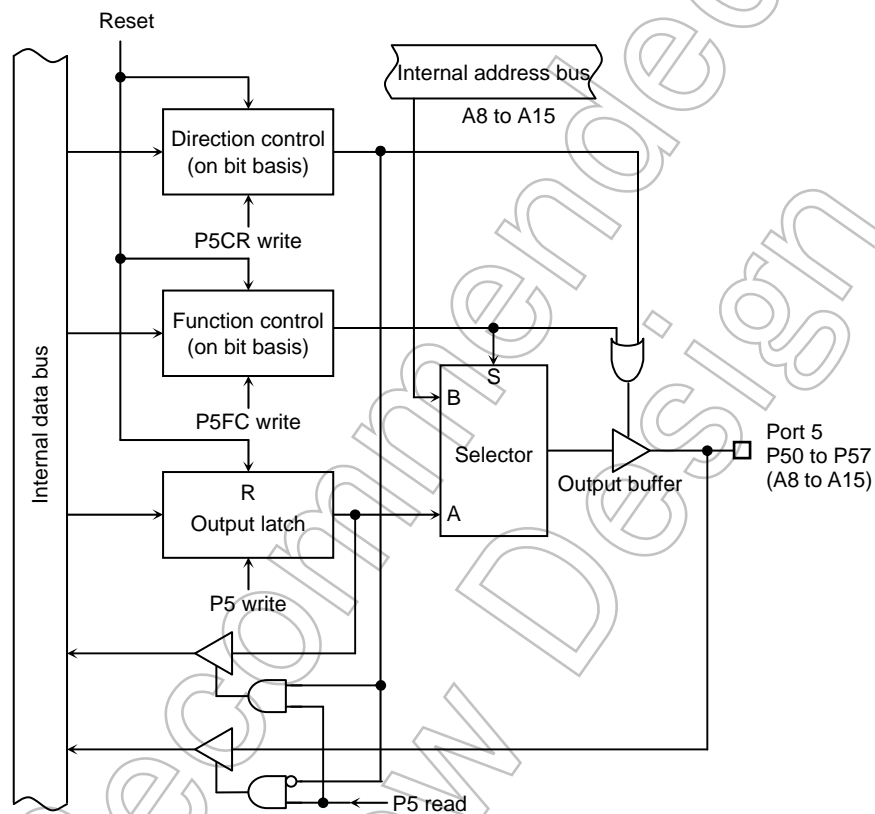 Reset
Internal address bus
A8 to A15
Direction control
(on bit basis)
P5CR write
Function control
(on bit basis)
P5FC write
Internal data bus
S
B
Selector
A
R
Output latch
P5 write
Output buffer
Port 5
P50 to P57
(A8 to A15)
P5 read
ecommended
w Design